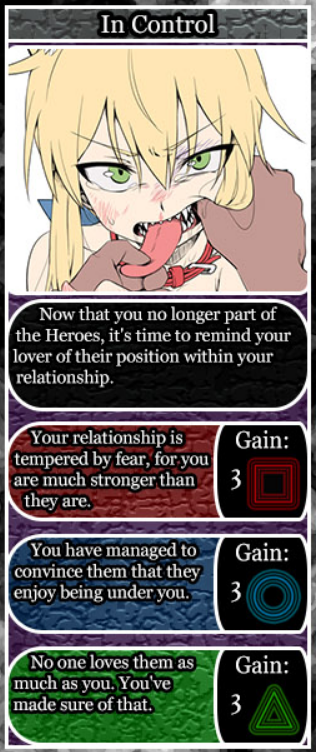 In Control
Now that you no longer part of
the Heroes, it's time to remind your
lover of their position within your
relationship.
Your relationship is
tempered by fear, for you
are much stronger than
they are.
Gain:
3
You have managed to
convince them that they
enjoy being under you.
Gain:
3
No one loves them as
much as you. You've
made sure of that.
Gain:
3